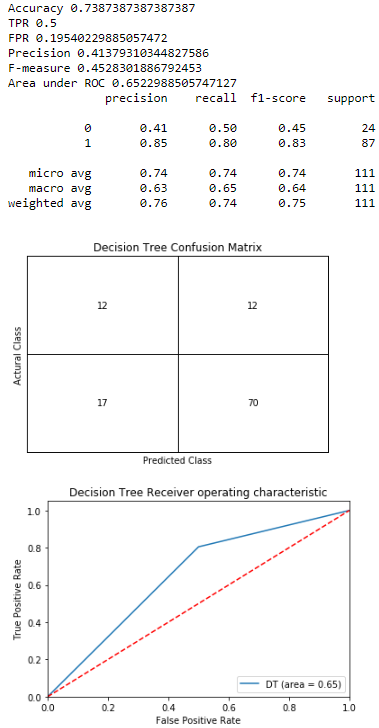 Accuracy 0.7387387387387387
TPR 0.5
FPR 0.19540229885057472
Precision 0.41379310344827586
F-measure 0.4528301886792453
Area under ROC 0.6522988505747127
precision recall f1-score support
0 0.41 0.50 0.45 24
1 0.85 0.80 0.83 87
micro avg 0.74 0.74 0.74 111
macro avg 0.63 0.65 0.64 111
weighted avg 0.76 0.74 0.75 111
Decision Tree Confusion Matrix
Actural Class
12 12
17 70
Predicted Class
Decision Tree Receiver operating characteristic
True Positive Rate
1.0
0.8
0.6
0.4
0.2
0.0
DT (area = 0.65)
0.0 0.2 0.4 0.6 0.8 1.0
False Positive Rate